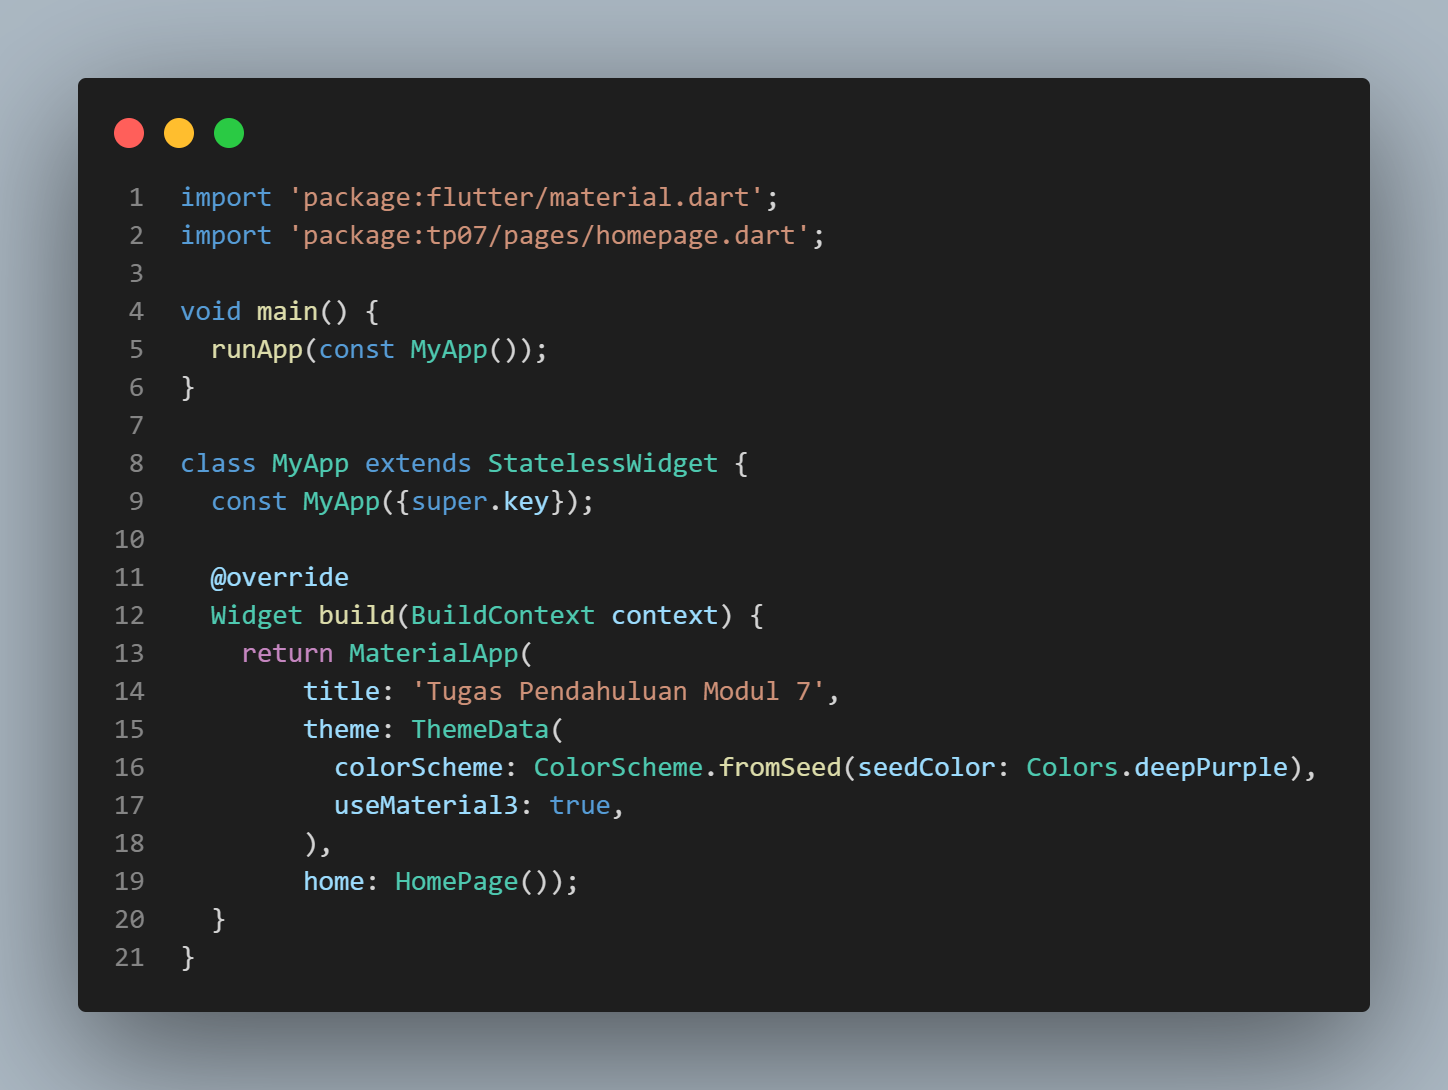 1 import 'package:flutter/material.dart';
2 import 'package:tp07/pages/homepage.dart';
3
4 void main() {
5   runApp(const MyApp());
6 }
7
8 class MyApp extends StatelessWidget {
9   const MyApp({super.key});
10
11   @override
12   Widget build(BuildContext context) {
13     return MaterialApp(
14         title: 'Tugas Pendahuluan Modul 7',
15         theme: ThemeData(
16           colorScheme: ColorScheme.fromSeed(seedColor: Colors.deepPurple),
17           useMaterial3: true,
18         ),
19         home: HomePage());
20   }
21 }